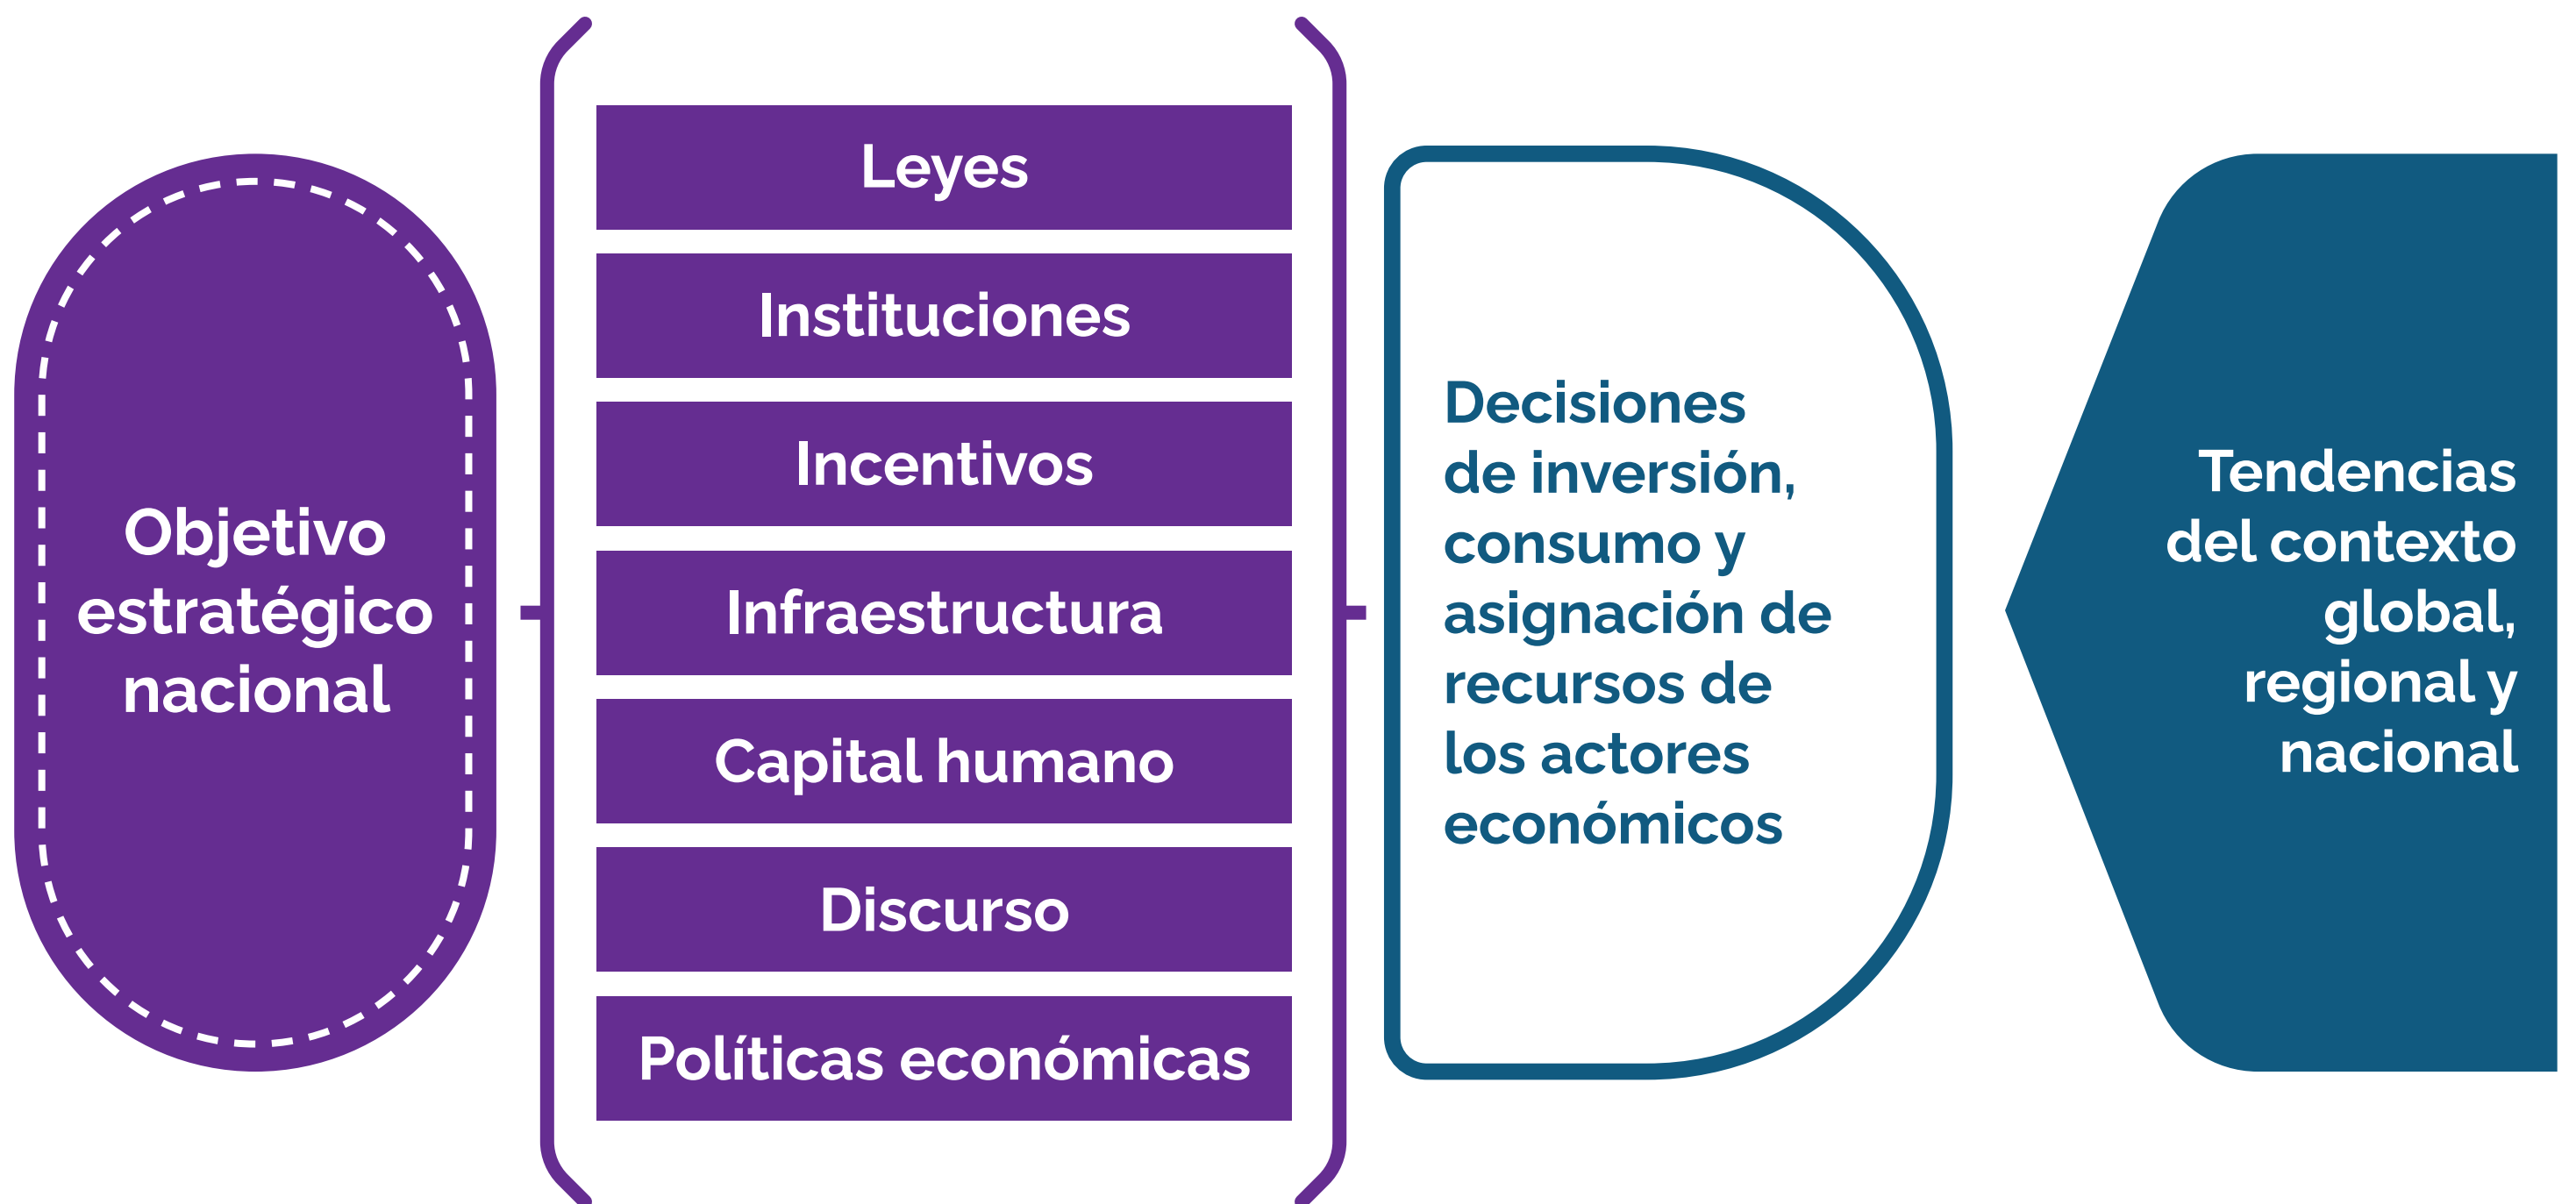 Objetivo
estratégico
nacional
Leyes
Instituciones
Incentivos
Infraestructura
Capital humano
Discurso
Políticas económicas
Decisiones
de inversión,
consumo y
asignación de
recursos de
los actores
económicos
Tendencias
del contexto
global,
regional y
nacional